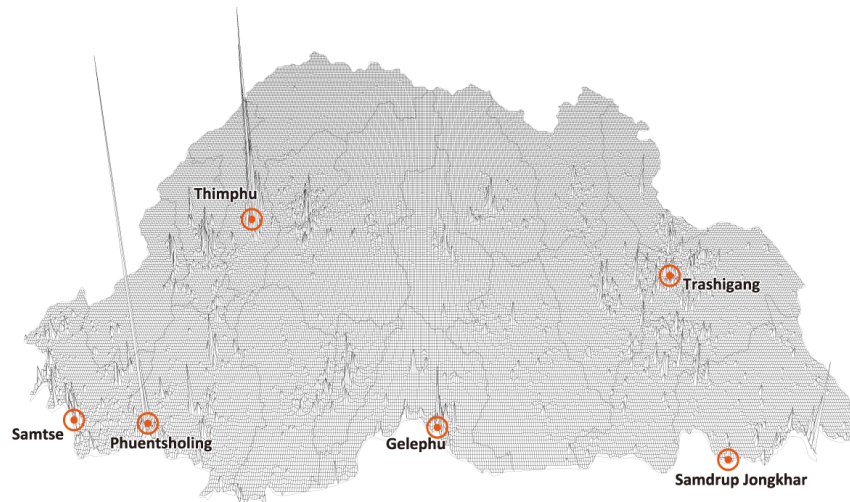 Thimphu
Trashigang
Samtse
Phuentsholing
Gelephu
Samdrup Jongkhar